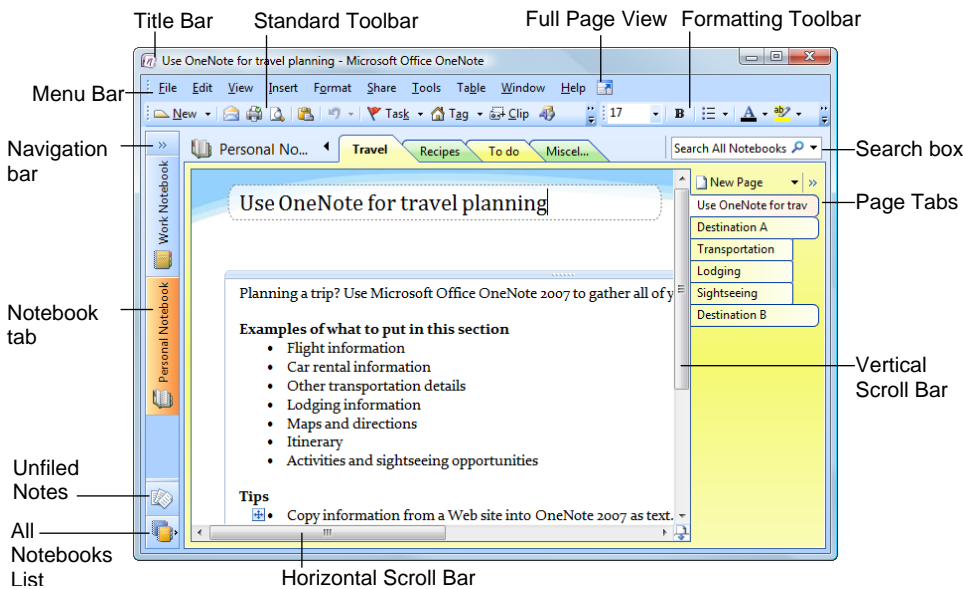 Title Bar
Standard Toolbar
Full Page View
Formatting Toolbar
Use OneNote for travel planning - Microsoft Office OneNote
Menu Bar
File Edit View Insert Format Share Tools Table Window Help
New Task Tag Clip 17 B A ab
Navigation
bar
Personal No... Travel Recipes To do Miscel... Search All Notebooks
Search box
Work Notebook
Use OneNote for travel planning
New Page
Use OneNote for trav
Page Tabs
Destination A
Transportation
Lodging
Sightseeing
Destination B
Notebook
tab
Personal Notebook
Planning a trip? Use Microsoft Office OneNote 2007 to gather all of y
Examples of what to put in this section
• Flight information
• Car rental information
• Other transportation details
• Lodging information
• Maps and directions
• Itinerary
• Activities and sightseeing opportunities
Vertical
Scroll Bar
Tips
• Copy information from a Web site into OneNote 2007 as text.
Unfiled
Notes
All
Notebooks
List
Horizontal Scroll Bar